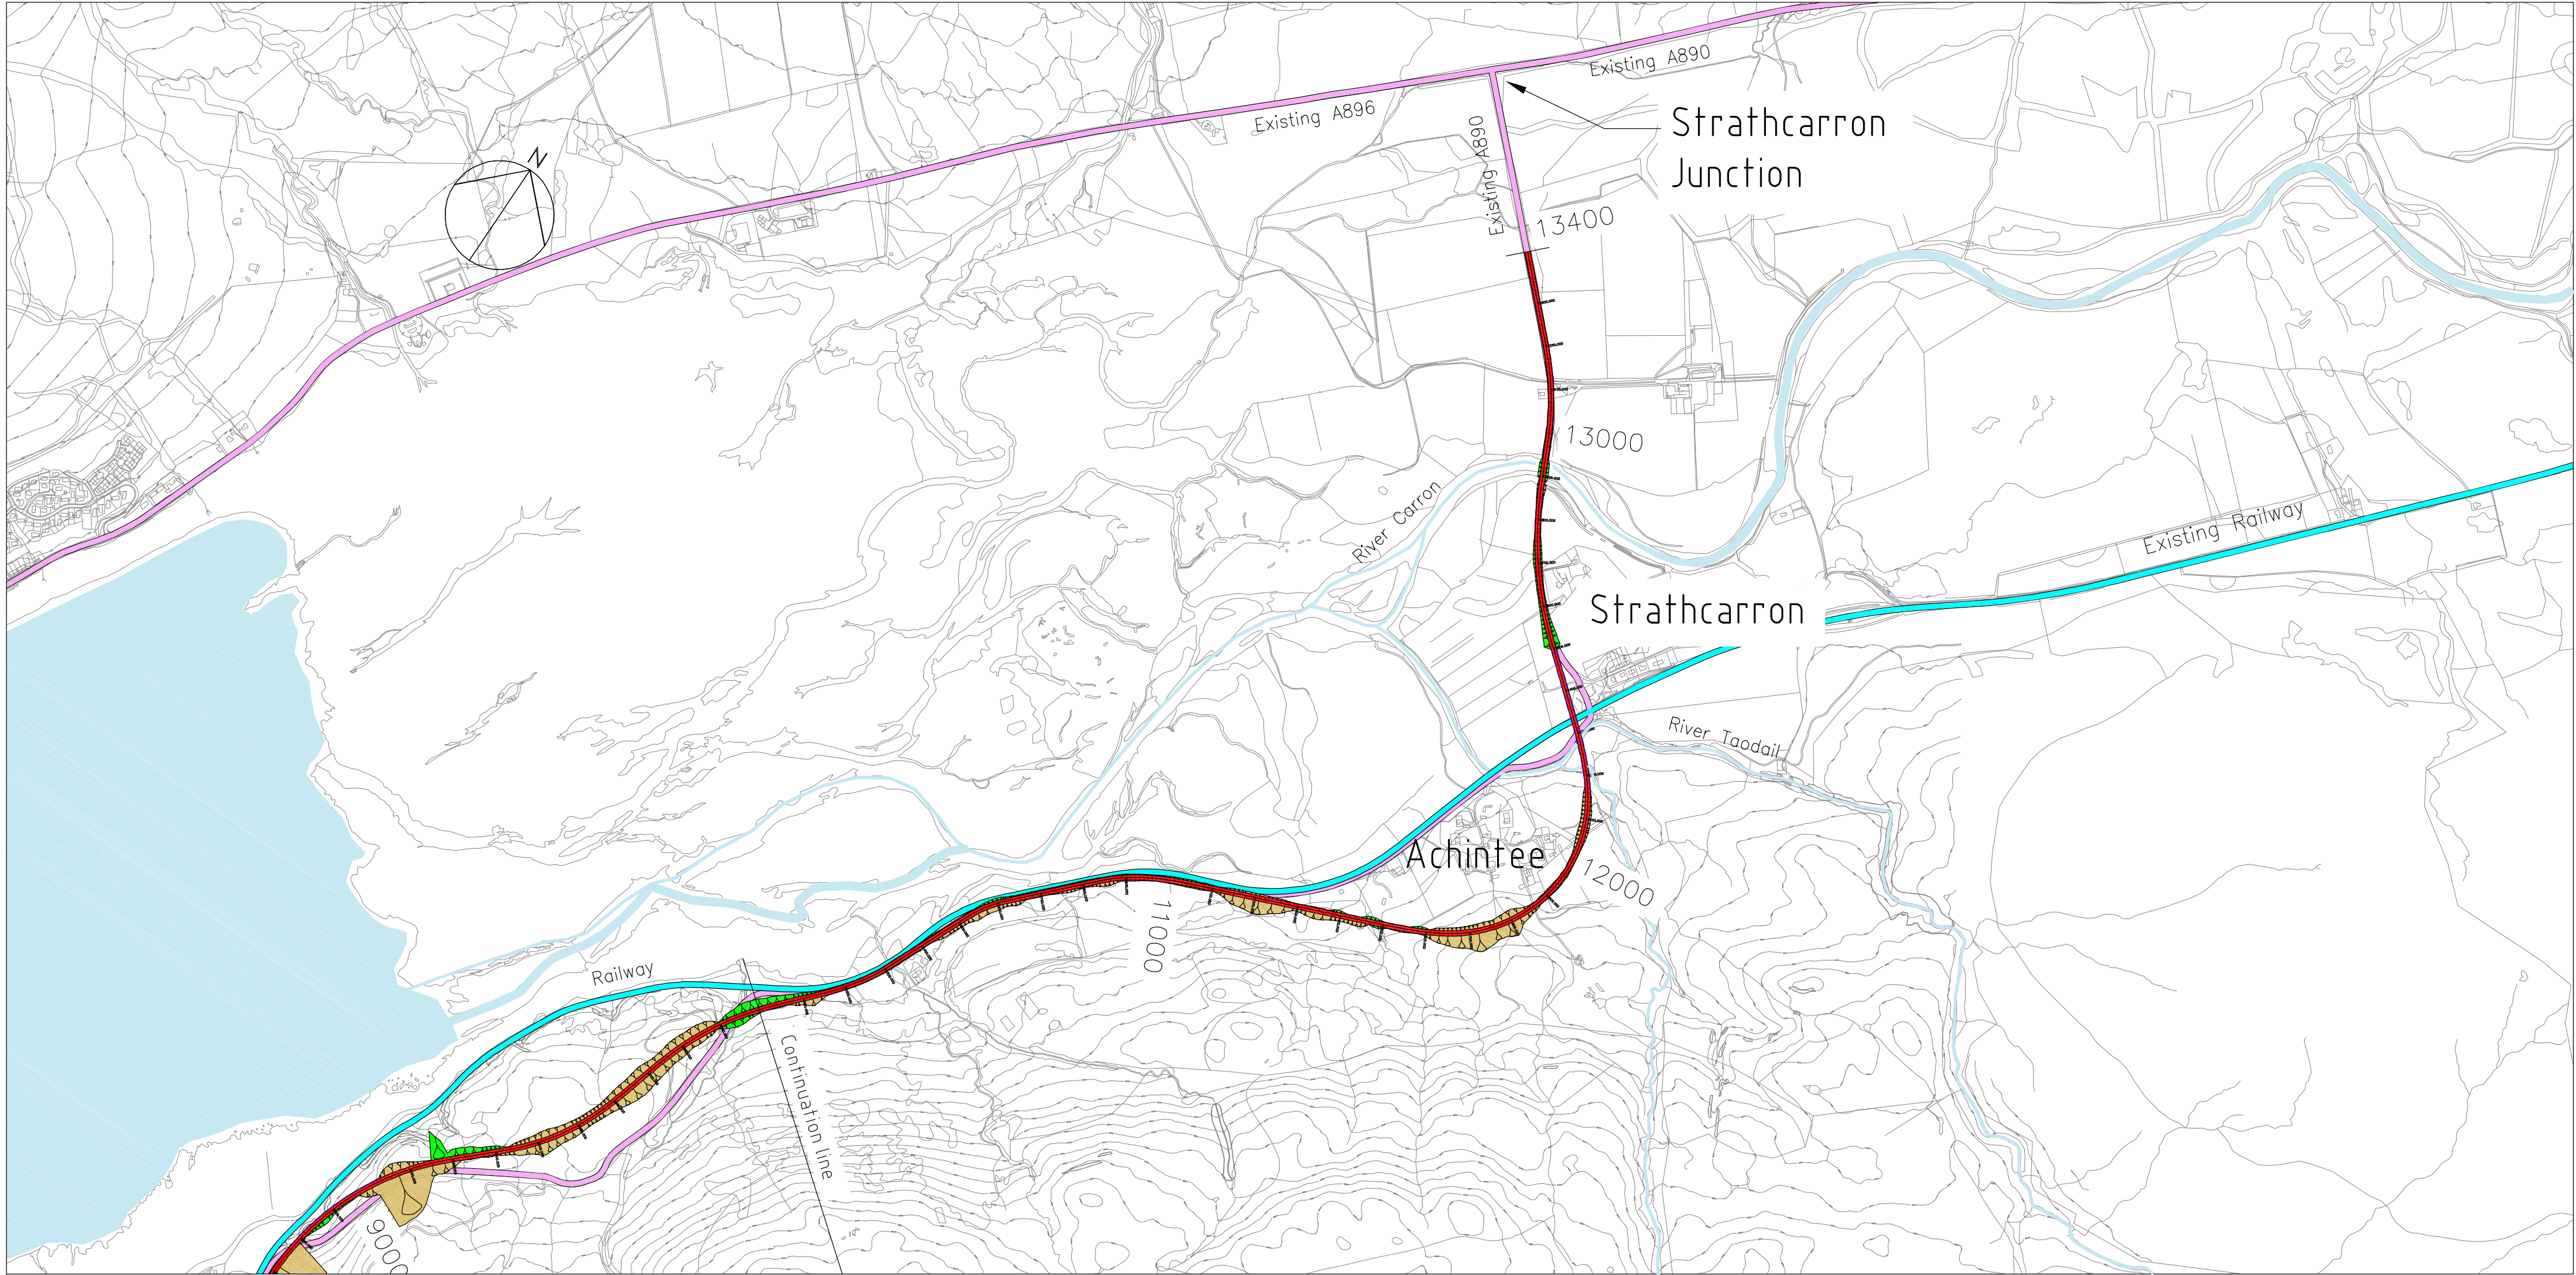 Existing A890
Existing A896
Strathcarron
Junction
Existing A890
N
13400
13000
River Carron
Existing Railway
Strathcarron
River Taodail
Achintee
12000
11000
Railway
Continuation line
9000